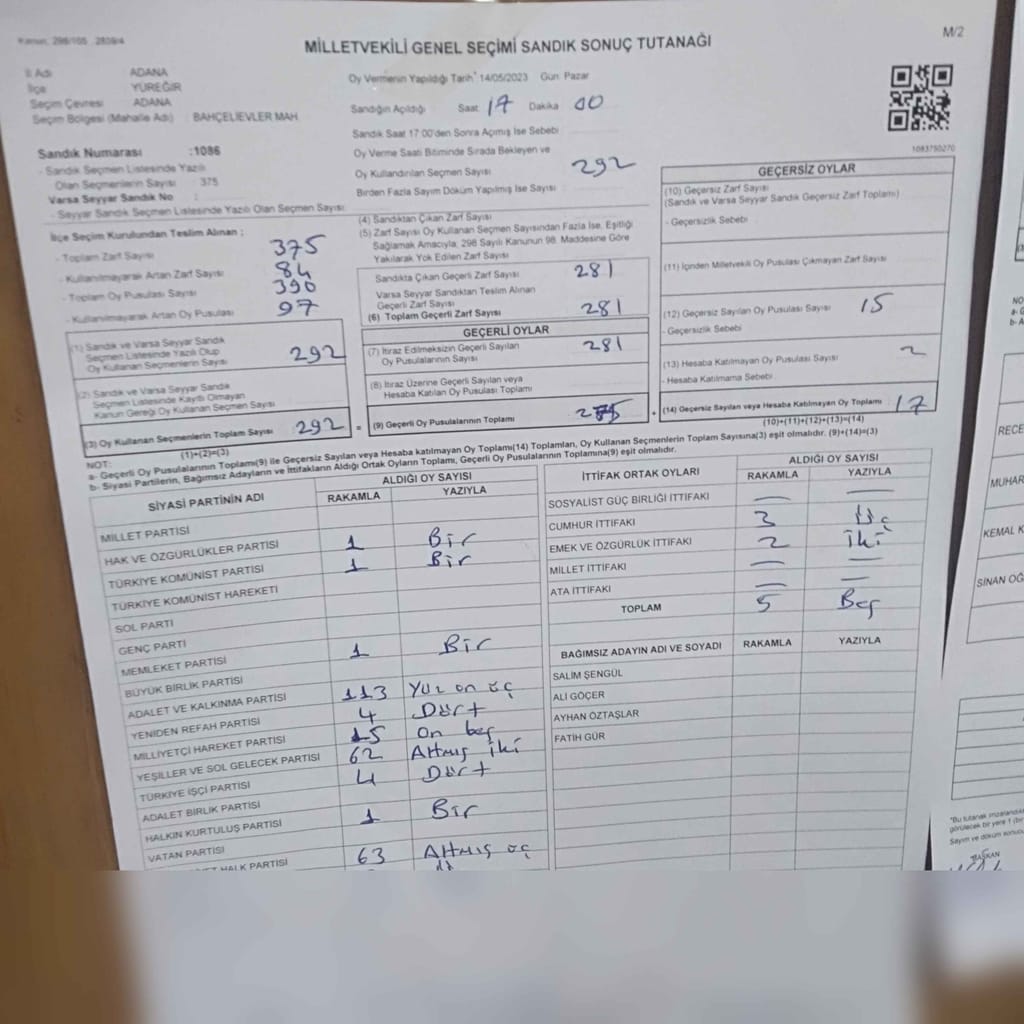 Kanun: 298/105 2839/4
M/2
MİLLETVEKİLİ GENEL SEÇİMİ SANDIK SONUÇ TUTANAĞI
İl Adı ADANA
İlçe YÜREĞİR
Seçim Çevresi ADANA
Seçim Bölgesi (Mahalle Adı) : BAHÇELİEVLER MAH.
Sandık Numarası :1086
- Sandık Seçmen Listesinde Yazılı
Olan Seçmenlerin Sayısı : 375
Varsa Seyyar Sandık No :
- Seyyar Sandık Seçmen Listesinde Yazılı Olan Seçmen Sayısı:
Oy Vermenin Yapıldığı Tarih: 14/05/2023 Gün: Pazar
Sandığın Açıldığı Saat 17 Dakika 00
Sandık Saat 17:00'den Sonra Açılmış İse Sebebi
Oy Verme Saati Bitiminde Sırada Bekleyen ve
Oy Kullandırılan Seçmen Sayısı 292
Birden Fazla Sayım Döküm Yapılmış İse Sayısı
1083750270
İlçe Seçim Kurulundan Teslim Alınan :
- Toplam Zarf Sayısı 375
- Kullanılmayarak Artan Zarf Sayısı 84
- Toplam Oy Pusulası Sayısı 390
- Kullanılmayarak Artan Oy Pusulası 97
(1) Sandık ve Varsa Seyyar Sandık
Seçmen Listesinde Yazılı Olup
Oy Kullanan Seçmenlerin Sayısı 292
(2) Sandık ve Varsa Seyyar Sandık
Seçmen Listesinde Kayıtlı Olmayan
Kanun Gereği Oy Kullanan Seçmen Sayısı
(3) Oy Kullanan Seçmenlerin Toplam Sayısı 292
(1)+(2)=(3)
(4) Sandıktan Çıkan Zarf Sayısı
(5) Zarf Sayısı Oy Kullanan Seçmen Sayısından Fazla İse, Eşitliği
Sağlamak Amacıyla, 298 Sayılı Kanunun 98. Maddesine Göre
Yakılarak Yok Edilen Zarf Sayısı
Sandıkta Çıkan Geçerli Zarf Sayısı 281
Varsa Seyyar Sandıktan Teslim Alınan
Geçerli Zarf Sayısı
(6) Toplam Geçerli Zarf Sayısı 281
GEÇERLİ OYLAR
(7) İtiraz Edilmeksizin Geçerli Sayılan
Oy Pusulalarının Sayısı 281
(8) İtiraz Üzerine Geçerli Sayılan veya
Hesaba Katılan Oy Pusulası Toplamı
= (9) Geçerli Oy Pusulalarının Toplamı 275 +
GEÇERSİZ OYLAR
(10) Geçersiz Zarf Sayısı
(Sandık ve Varsa Seyyar Sandık Geçersiz Zarf Toplamı)
- Geçersizlik Sebebi
(11) İçinden Milletvekili Oy Pusulası Çıkmayan Zarf Sayısı
(12) Geçersiz Sayılan Oy Pusulası Sayısı 15
- Geçersizlik Sebebi
(13) Hesaba Katılmayan Oy Pusulası Sayısı 2
- Hesaba Katılmama Sebebi
(14) Geçersiz Sayılan veya Hesaba Katılmayan Oy Toplamı 17
(10)+(11)+(12)+(13)=(14)
NOT:
a- Geçerli Oy Pusulalarının Toplamı(9) ile Geçersiz Sayılan veya Hesaba katılmayan Oy Toplamı(14) Toplamları, Oy Kullanan Seçmenlerin Toplam Sayısına(3) eşit olmalıdır. (9)+(14)=(3)
b- Siyasi Partilerin, Bağımsız Adayların ve İttifakların Aldığı Ortak Oyların Toplamı, Geçerli Oy Pusulalarının Toplamına(9) eşit olmalıdır.
SİYASİ PARTİNİN ADI ALDIĞI OY SAYISI
RAKAMLA YAZIYLA
MİLLET PARTİSİ
HAK VE ÖZGÜRLÜKLER PARTİSİ 1 Bir
TÜRKİYE KOMÜNİST PARTİSİ 1 Bir
TÜRKİYE KOMÜNİST HAREKETİ
SOL PARTİ
GENÇ PARTİ
MEMLEKET PARTİSİ 1 Bir
BÜYÜK BİRLİK PARTİSİ
ADALET VE KALKINMA PARTİSİ 113 Yüz on üç
YENİDEN REFAH PARTİSİ 4 Dört
MİLLİYETÇİ HAREKET PARTİSİ 15 On beş
YEŞİLLER VE SOL GELECEK PARTİSİ 62 Altmış iki
TÜRKİYE İŞÇİ PARTİSİ 4 Dört
ADALET BİRLİK PARTİSİ
HALKIN KURTULUŞ PARTİSİ 1 Bir
VATAN PARTİSİ
HALK PARTİSİ 63 Altmış üç
İTTİFAK ORTAK OYLARI ALDIĞI OY SAYISI
RAKAMLA YAZIYLA
SOSYALİST GÜÇ BİRLİĞİ İTTİFAKI — —
CUMHUR İTTİFAKI 3 Üç
EMEK VE ÖZGÜRLÜK İTTİFAKI 2 iki
MİLLET İTTİFAKI — —
ATA İTTİFAKI — —
TOPLAM 5 Beş
BAĞIMSIZ ADAYIN ADI VE SOYADI RAKAMLA YAZIYLA
SALİM ŞENGÜL
ALİ GÖÇER
AYHAN ÖZTAŞLAR
FATİH GÜR
NO
a- G
b- A
RECE
MUHAR
KEMAL K
SİNAN OĞ
"Bu tutanak
görülecek bir yere 1 (bir
Sayım ve döküm sonucu
BAŞKAN